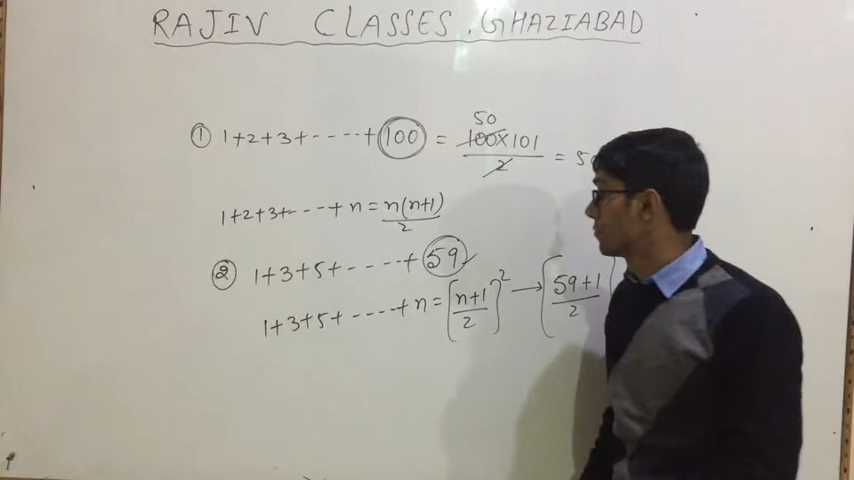 RAJIV CLASSES. GHAZIABAD
① 1+2+3+-----+ 100 = 50 100×101 / 2 = 50
1+2+3+---+ n = n(n+1) / 2
② 1+3+5+-----+ 59
1+3+5+-----+ n = [n+1 / 2]² → (59+1 / 2